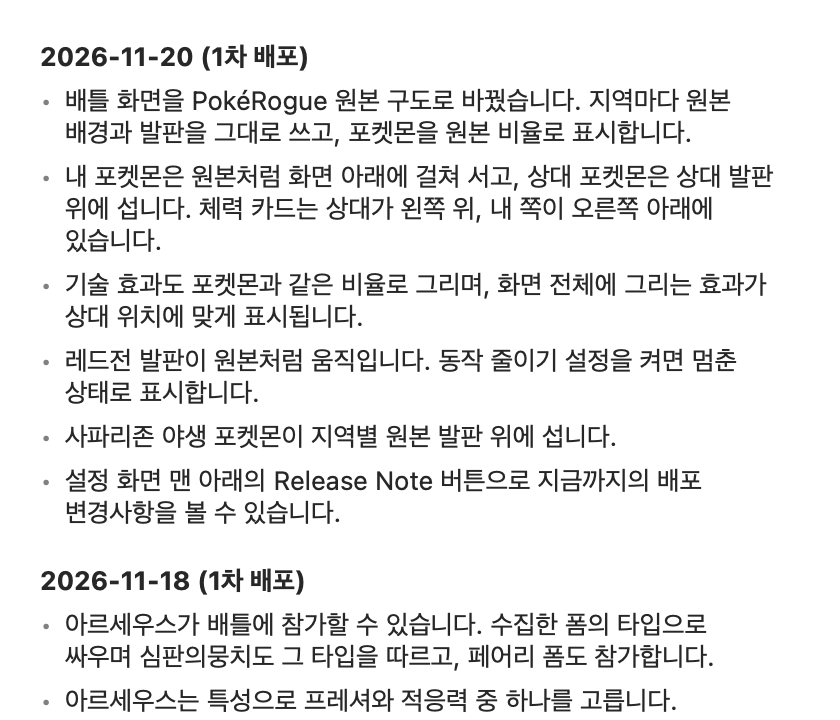 2026-11-20 (1차 배포)
• 배틀 화면을 PokéRogue 원본 구도로 바꿨습니다. 지역마다 원본
배경과 발판을 그대로 쓰고, 포켓몬을 원본 비율로 표시합니다.
• 내 포켓몬은 원본처럼 화면 아래에 걸쳐 서고, 상대 포켓몬은 상대 발판
위에 섭니다. 체력 카드는 상대가 왼쪽 위, 내 쪽이 오른쪽 아래에
있습니다.
• 기술 효과도 포켓몬과 같은 비율로 그리며, 화면 전체에 그리는 효과가
상대 위치에 맞게 표시됩니다.
• 레드전 발판이 원본처럼 움직입니다. 동작 줄이기 설정을 켜면 멈춘
상태로 표시합니다.
• 사파리존 야생 포켓몬이 지역별 원본 발판 위에 섭니다.
• 설정 화면 맨 아래의 Release Note 버튼으로 지금까지의 배포
변경사항을 볼 수 있습니다.
2026-11-18 (1차 배포)
• 아르세우스가 배틀에 참가할 수 있습니다. 수집한 폼의 타입으로
싸우며 심판의뭉치도 그 타입을 따르고, 페어리 폼도 참가합니다.
• 아르세우스는 특성으로 프레셔와 적응력 중 하나를 고릅니다.